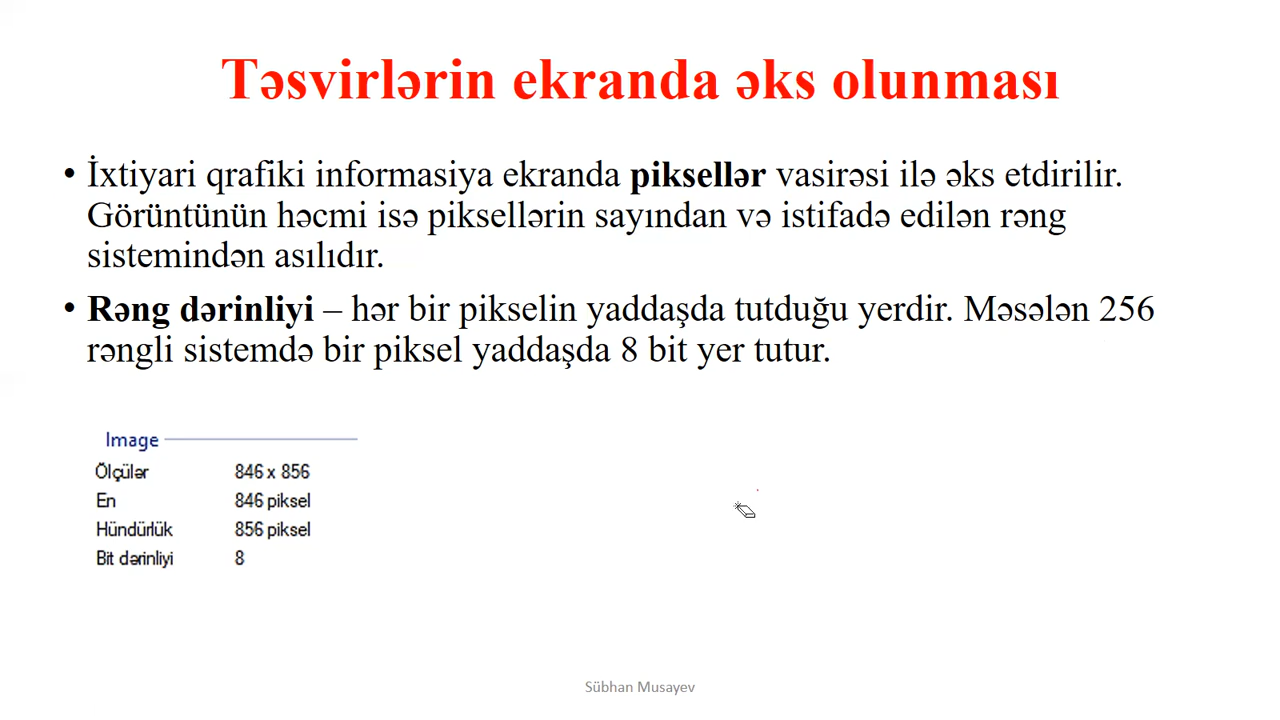 Təsvirlərin ekranda əks olunması
• İxtiyari qrafiki informasiya ekranda piksellər vasirəsi ilə əks etdirilir.
Görüntünün həcmi isə piksellərin sayından və istifadə edilən rəng
sistemindən asılıdır.
• Rəng dərinliyi – hər bir pikselin yaddaşda tutduğu yerdir. Məsələn 256
rəngli sistemdə bir piksel yaddaşda 8 bit yer tutur.
Image
Ölçülər 846 x 856
En 846 piksel
Hündürlük 856 piksel
Bit dərinliyi 8
Sübhan Musayev